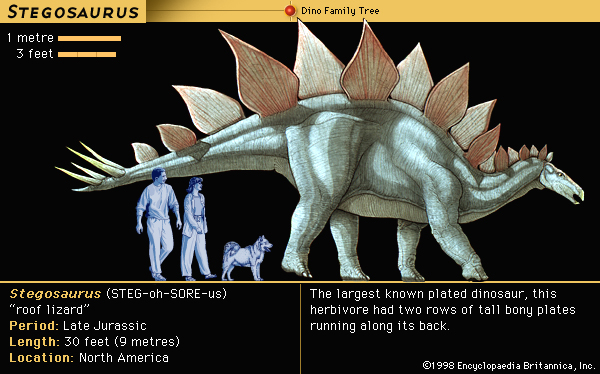 STEGOSAURUS
Dino Family Tree
1 metre
3 feet
Stegosaurus (STEG-oh-SORE-us)
“roof lizard”
Period: Late Jurassic
Length: 30 feet (9 metres)
Location: North America
The largest known plated dinosaur, this
herbivore had two rows of tall bony plates
running along its back.
©1998 Encyclopaedia Britannica, Inc.